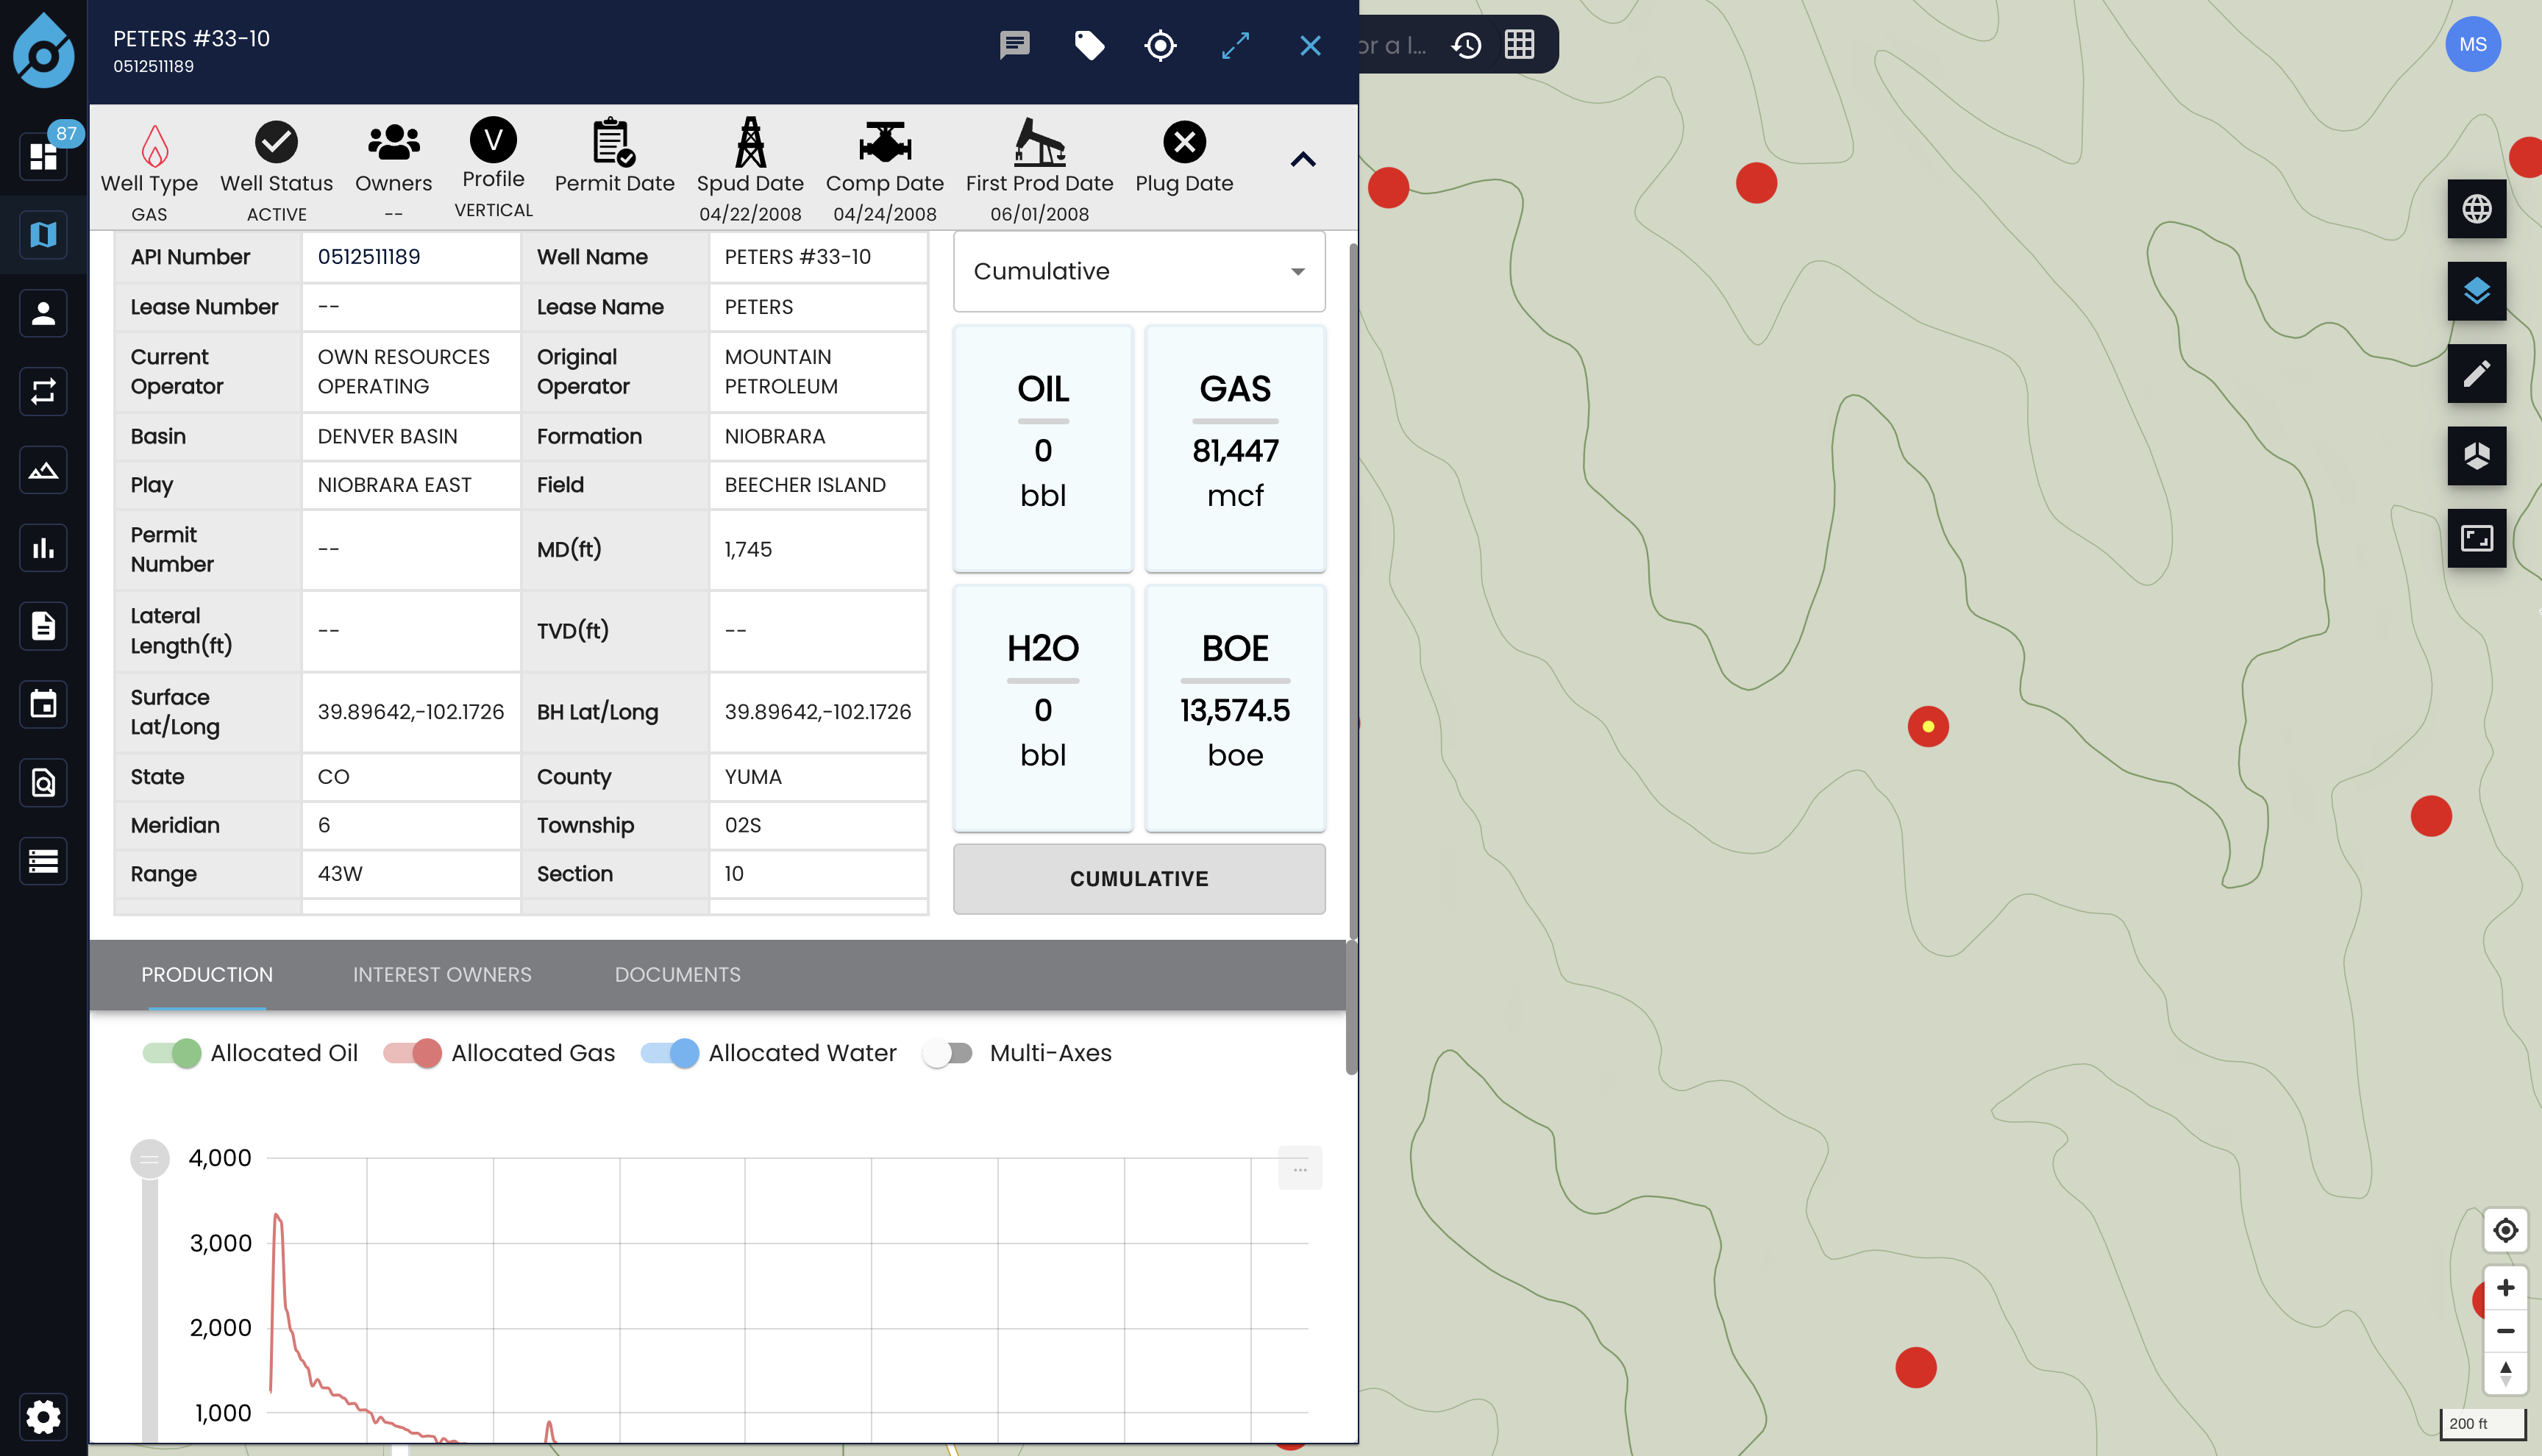 PETERS #33-10
0512511189
or a l...
MS
87
Well Type
GAS
Well Status
ACTIVE
Owners
--
V
Profile
VERTICAL
Permit Date
Spud Date
04/22/2008
Comp Date
04/24/2008
First Prod Date
06/01/2008
Plug Date
API Number 0512511189 Well Name PETERS #33-10
Lease Number -- Lease Name PETERS
Current Operator OWN RESOURCES OPERATING Original Operator MOUNTAIN PETROLEUM
Basin DENVER BASIN Formation NIOBRARA
Play NIOBRARA EAST Field BEECHER ISLAND
Permit Number -- MD(ft) 1,745
Lateral Length(ft) -- TVD(ft) --
Surface Lat/Long 39.89642,-102.1726 BH Lat/Long 39.89642,-102.1726
State CO County YUMA
Meridian 6 Township 02S
Range 43W Section 10
Cumulative
OIL
0
bbl
GAS
81,447
mcf
H2O
0
bbl
BOE
13,574.5
boe
CUMULATIVE
PRODUCTION INTEREST OWNERS DOCUMENTS
Allocated Oil Allocated Gas Allocated Water Multi-Axes
4,000
...
3,000
2,000
1,000
200 ft